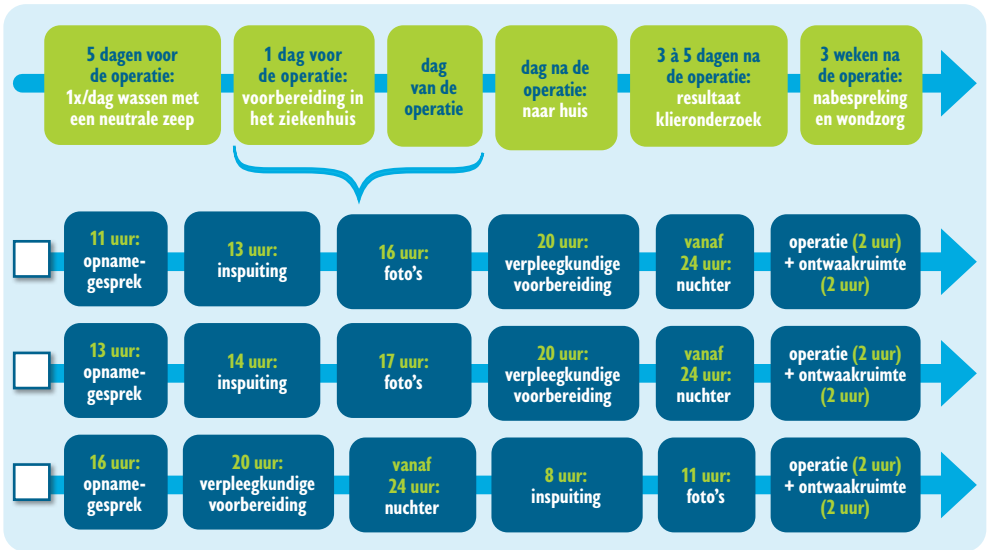 5 dagen voor
de operatie:
1x/dag wassen met
een neutrale zeep
1 dag voor
de operatie:
voorbereiding in
het ziekenhuis
dag
van de
operatie
dag na de
operatie:
naar huis
3 à 5 dagen na
de operatie:
resultaat
klieronderzoek
3 weken na
de operatie:
nabespreking
en wondzorg
11 uur:
opname-
gesprek
13 uur:
inspuiting
16 uur:
foto's
20 uur:
verpleegkundige
voorbereiding
vanaf
24 uur:
nuchter
operatie (2 uur)
+ ontwaakruimte
(2 uur)
13 uur:
opname-
gesprek
14 uur:
inspuiting
17 uur:
foto's
20 uur:
verpleegkundige
voorbereiding
vanaf
24 uur:
nuchter
operatie (2 uur)
+ ontwaakruimte
(2 uur)
16 uur:
opname-
gesprek
20 uur:
verpleegkundige
voorbereiding
vanaf
24 uur:
nuchter
8 uur:
inspuiting
11 uur:
foto's
operatie (2 uur)
+ ontwaakruimte
(2 uur)